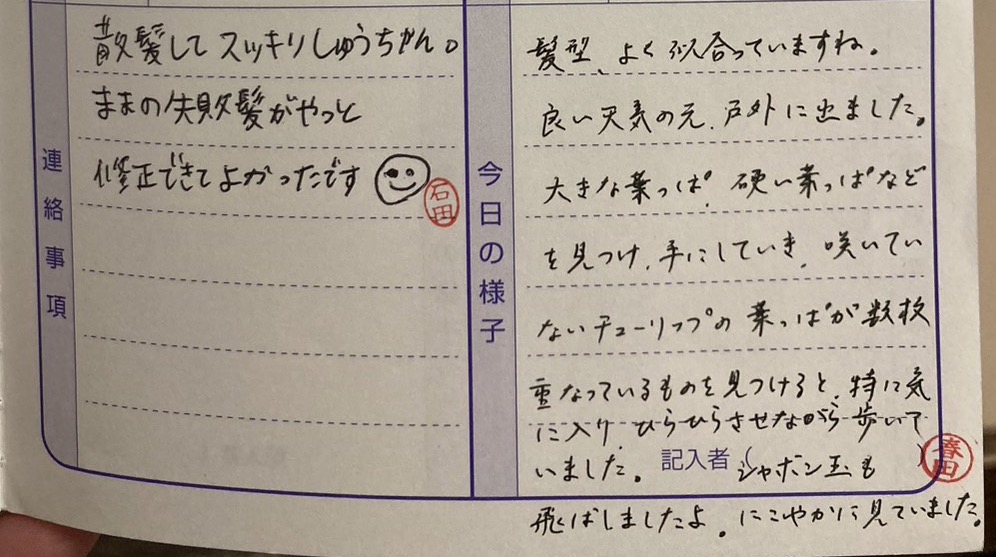 連絡事項
散髪して スッキリしゅうちゃん。
ままの失敗髪がやっと
修正できてよかったです
石田
今日の様子
髪型、よく似合っていますね。
良い天気の元、戸外に出ました。
大きな葉っぱ、硬い葉っぱなど
を見つけ、手にしていき、咲いてい
ないチューリップの葉っぱが数枚
重なっているものを見つけると、特に気
に入り、ひらひらさせながら歩いて
いました。
記入者( シャボン玉も )
春田
飛ばしましたよ。にこやかに見ていました。